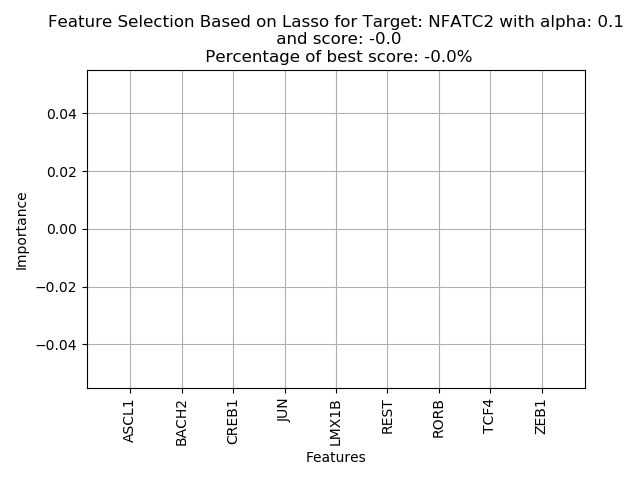 Feature Selection Based on Lasso for Target: NFATC2 with alpha: 0.1
and score: -0.0
Percentage of best score: -0.0%
0.04
0.02
0.00
−0.02
−0.04
Importance
ASCL1
BACH2
CREB1
JUN
LMX1B
REST
RORB
TCF4
ZEB1
Features